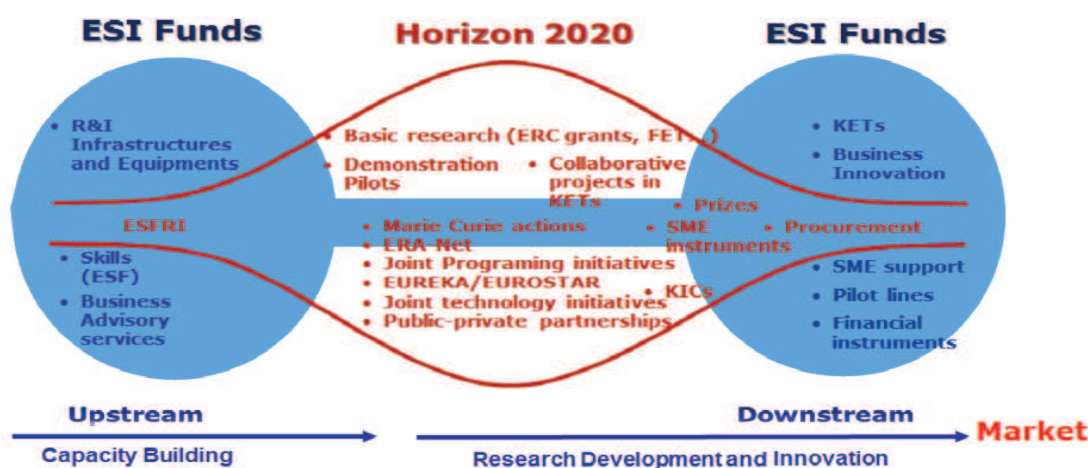 ESI Funds
Horizon 2020
ESI Funds
• R&I
Infrastructures
and Equipments
• Basic research (ERC grants, FET...)
• Demonstration
Pilots
• Collaborative
projects in
KETs
• KETs
• Business
Innovation
ESFRI
• Prizes
• Marie Curie actions
• ERA-Net
• Joint Programing initiatives
• EUREKA/EUROSTAR
• Joint technology initiatives
• Public-private partnerships
• SME
instruments
• Procurement
• KICs
• Skills
(ESF)
• Business
Advisory
services
• SME support
• Pilot lines
• Financial
instruments
Upstream
Downstream
Market
Capacity Building
Research Development and Innovation